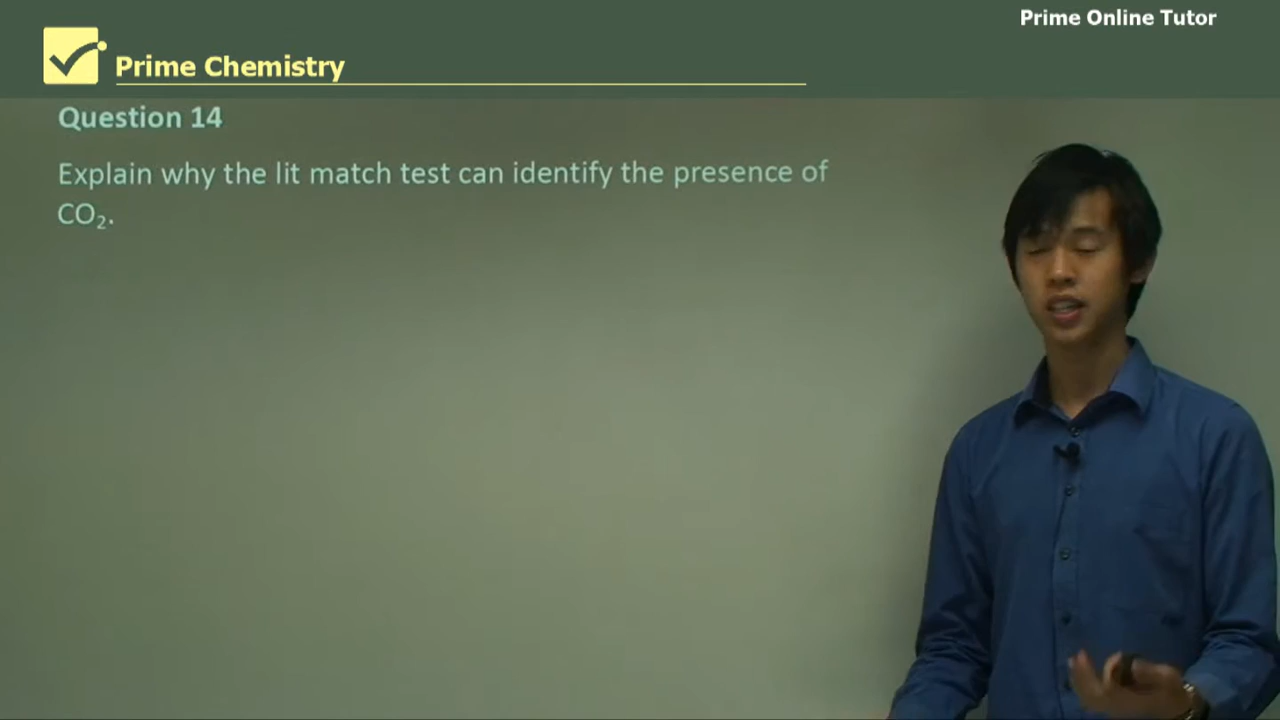 Prime Online Tutor
Prime Chemistry
Question 14
Explain why the lit match test can identify the presence of
CO₂.